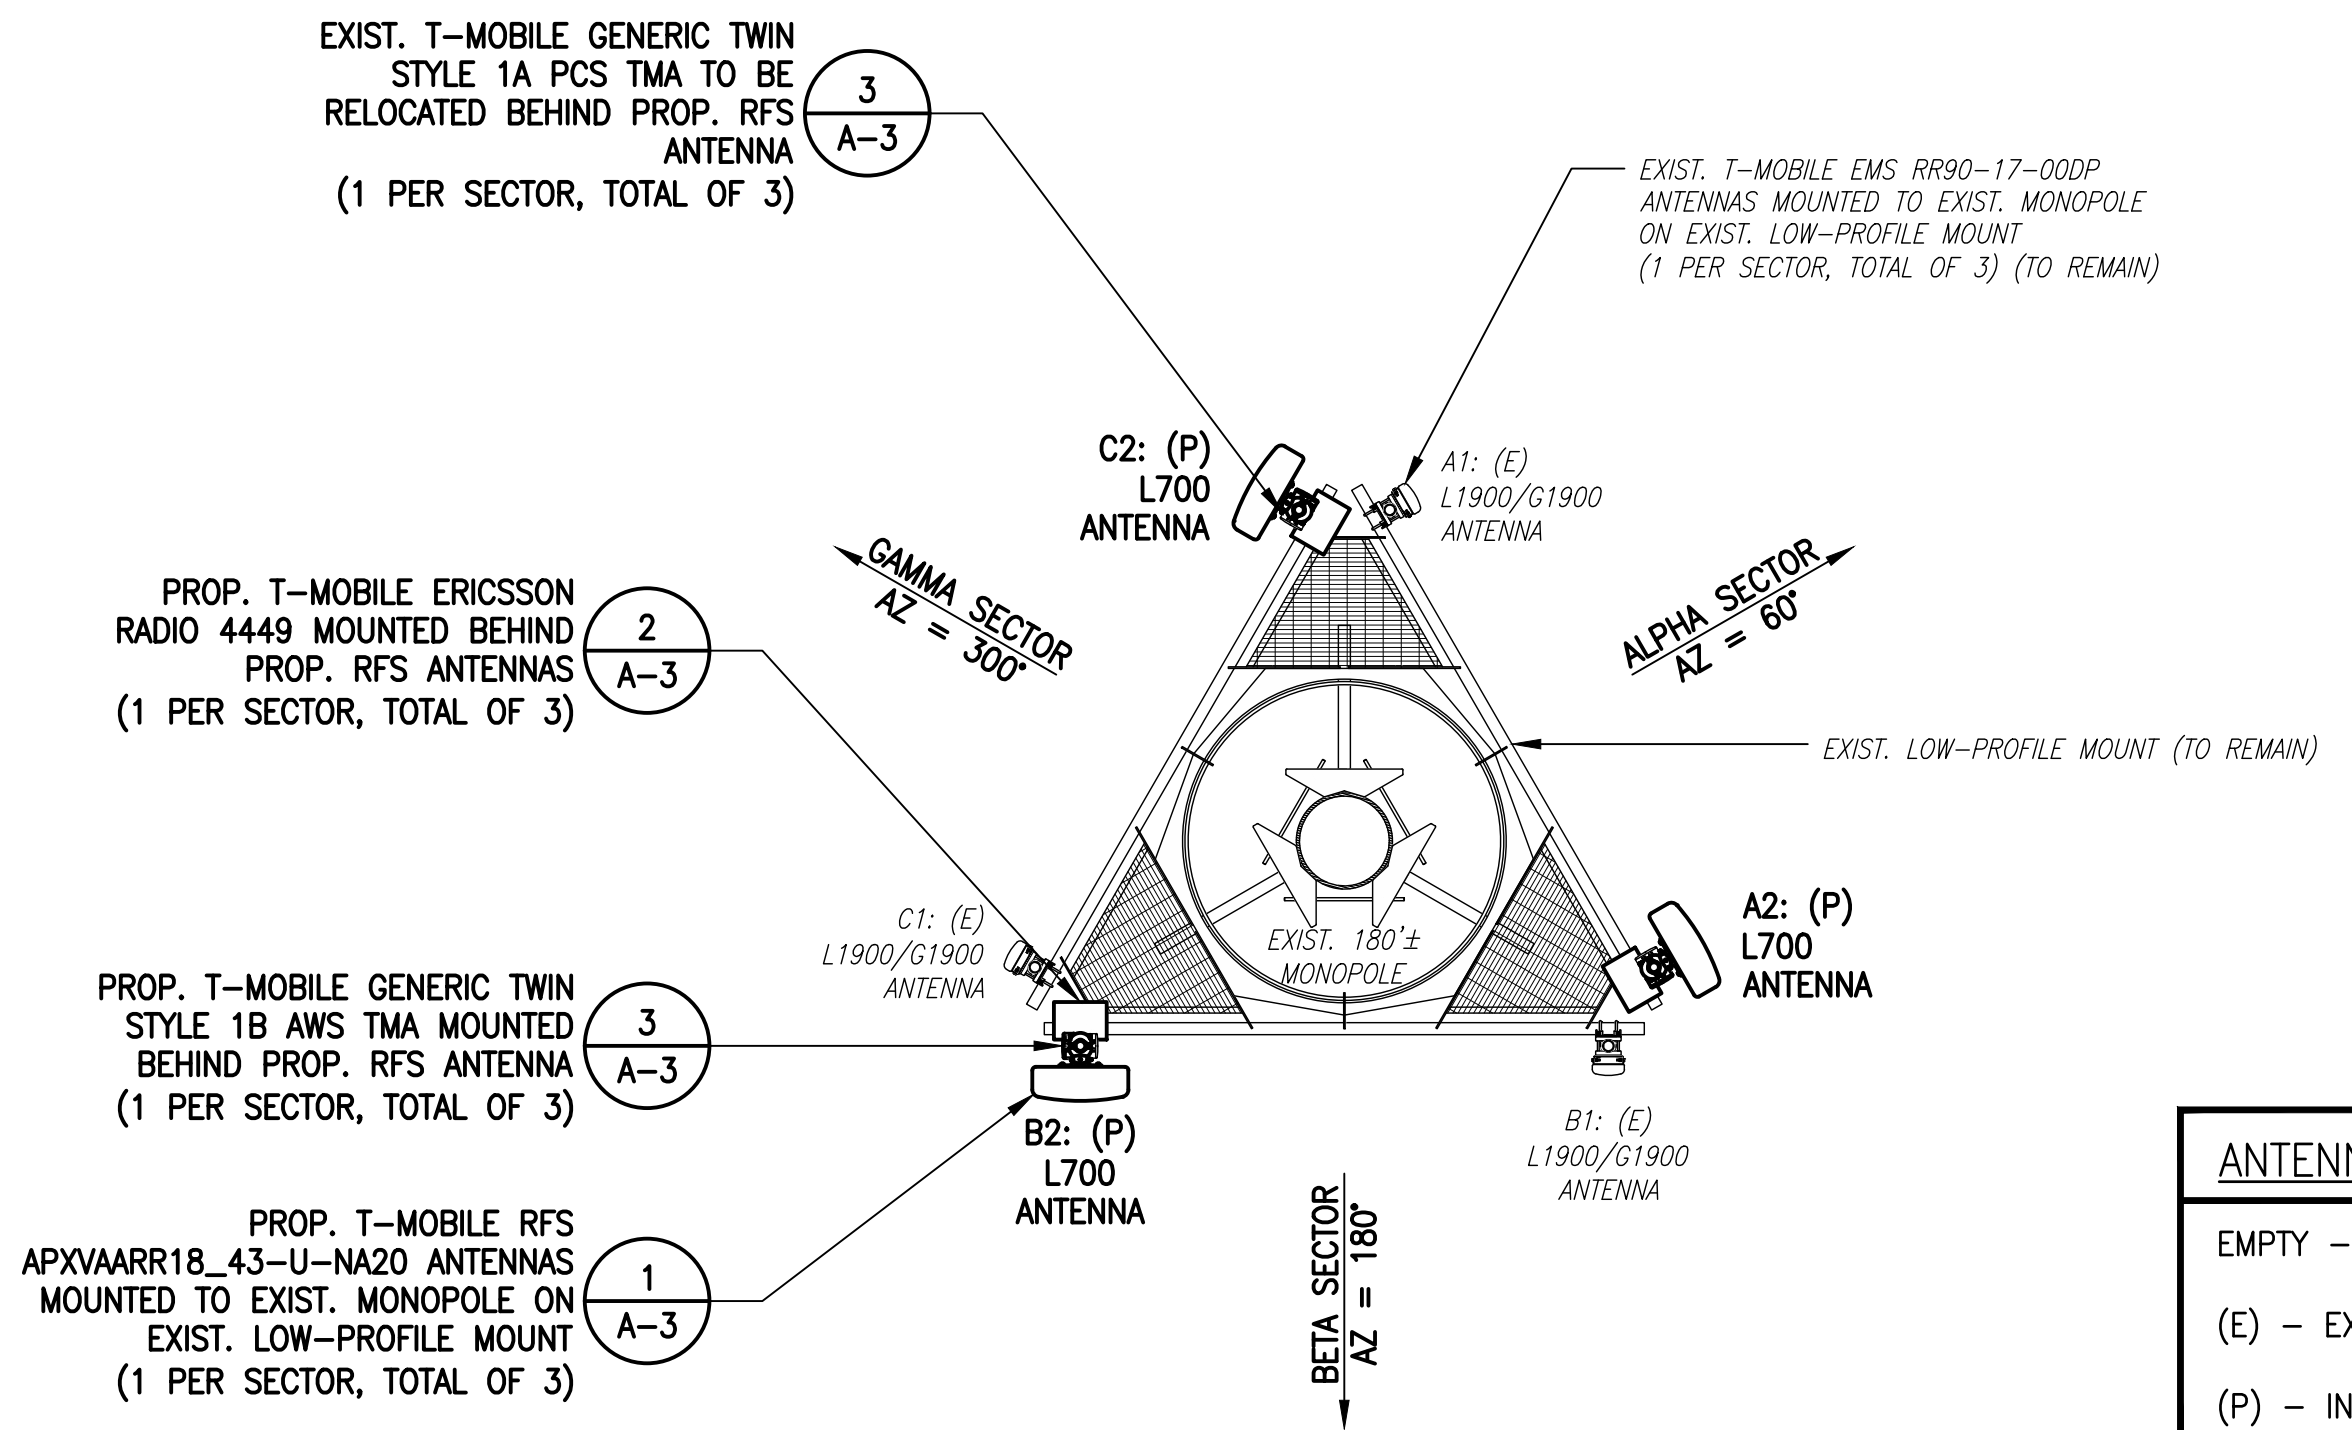 EXIST. T-MOBILE GENERIC TWIN
STYLE 1A PCS TMA TO BE
RELOCATED BEHIND PROP. RFS
ANTENNA
(1 PER SECTOR, TOTAL OF 3)
3
A-3
EXIST. T-MOBILE EMS RR90-17-00DP
ANTENNAS MOUNTED TO EXIST. MONOPOLE
ON EXIST. LOW-PROFILE MOUNT
(1 PER SECTOR, TOTAL OF 3) (TO REMAIN)
C2: (P)
L700
ANTENNA
A1: (E)
L1900/G1900
ANTENNA
GAMMA SECTOR
AZ = 300°
ALPHA SECTOR
AZ = 60°
PROP. T-MOBILE ERICSSON
RADIO 4449 MOUNTED BEHIND
PROP. RFS ANTENNAS
(1 PER SECTOR, TOTAL OF 3)
2
A-3
EXIST. LOW-PROFILE MOUNT (TO REMAIN)
C1: (E)
L1900/G1900
ANTENNA
EXIST. 180'±
MONOPOLE
A2: (P)
L700
ANTENNA
PROP. T-MOBILE GENERIC TWIN
STYLE 1B AWS TMA MOUNTED
BEHIND PROP. RFS ANTENNA
(1 PER SECTOR, TOTAL OF 3)
3
A-3
B2: (P)
L700
ANTENNA
B1: (E)
L1900/G1900
ANTENNA
BETA SECTOR
AZ = 180°
PROP. T-MOBILE RFS
APXVAARR18_43-U-NA20 ANTENNAS
MOUNTED TO EXIST. MONOPOLE ON
EXIST. LOW-PROFILE MOUNT
(1 PER SECTOR, TOTAL OF 3)
1
A-3
EMPTY -
(E) -
(P) -